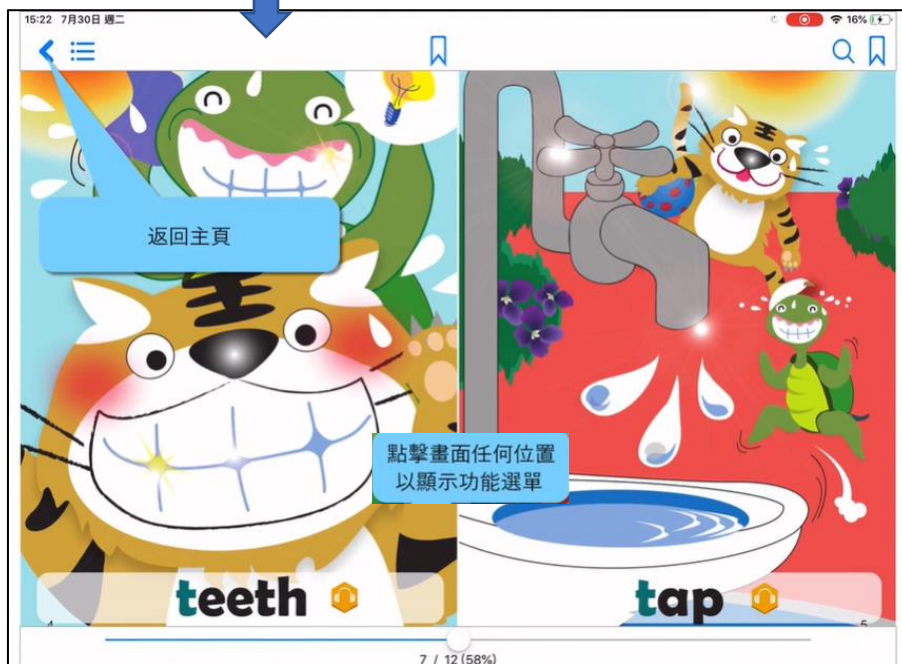 15:22 7月30日 週二
16%
返回主頁
點擊畫面任何位置
以顯示功能選單
teeth
tap
4
5
7 / 12 (58%)